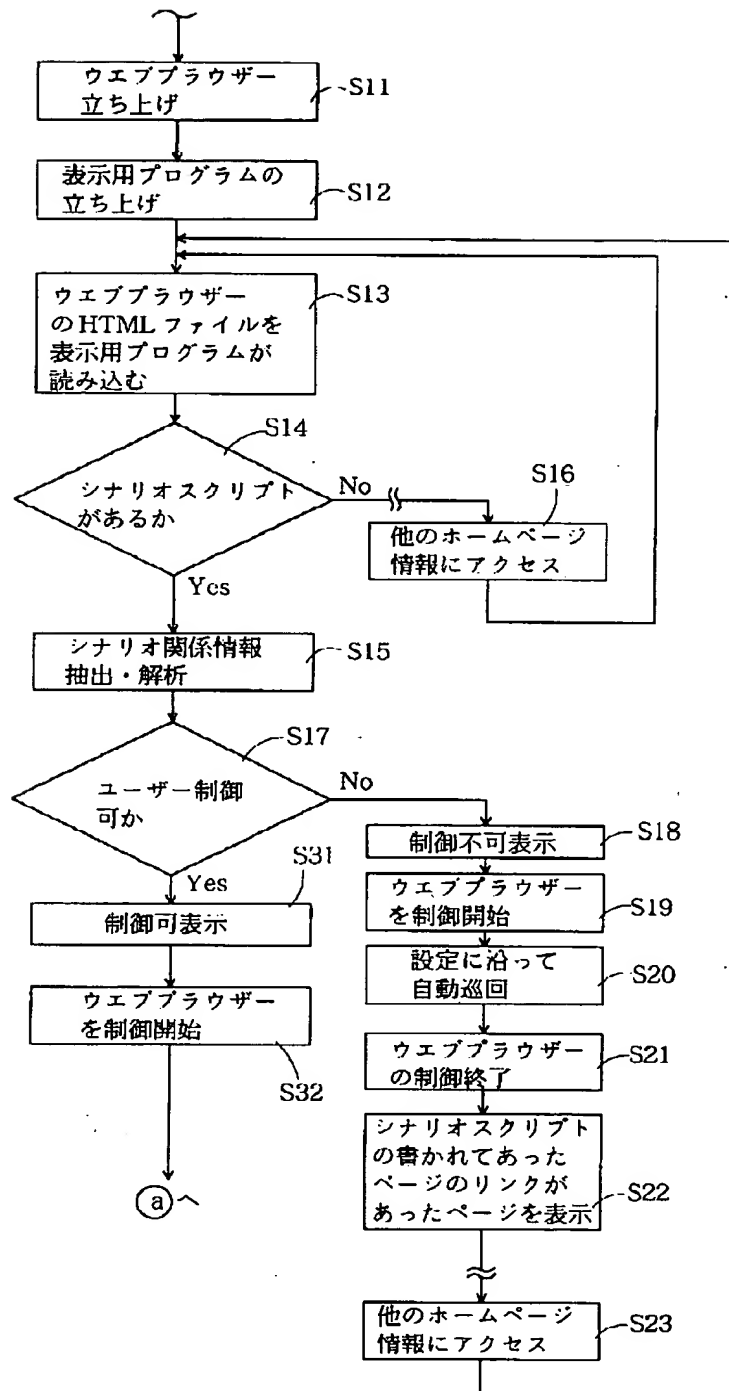 ウエブブラウザー
立ち上げ
S11
表示用プログラムの
立ち上げ
S12
ウエブブラウザー
のHTMLファイルを
表示用プログラムが
読み込む
S13
S14
シナリオスクリプト
があるか
No
Yes
S16
他のホームページ
情報にアクセス
シナリオ関係情報
抽出・解析
S15
S17
ユーザー制御
可か
No
Yes
制御不可表示
S18
ウエブブラウザー
を制御開始
S19
設定に沿って
自動巡回
S20
ウエブブラウザー
の制御終了
S21
シナリオスクリプト
の書かれてあった
ページのリンクが
あったページを表示
S22
他のホームページ
情報にアクセス
S23
S31
制御可表示
ウエブブラウザー
を制御開始
S32
aへ